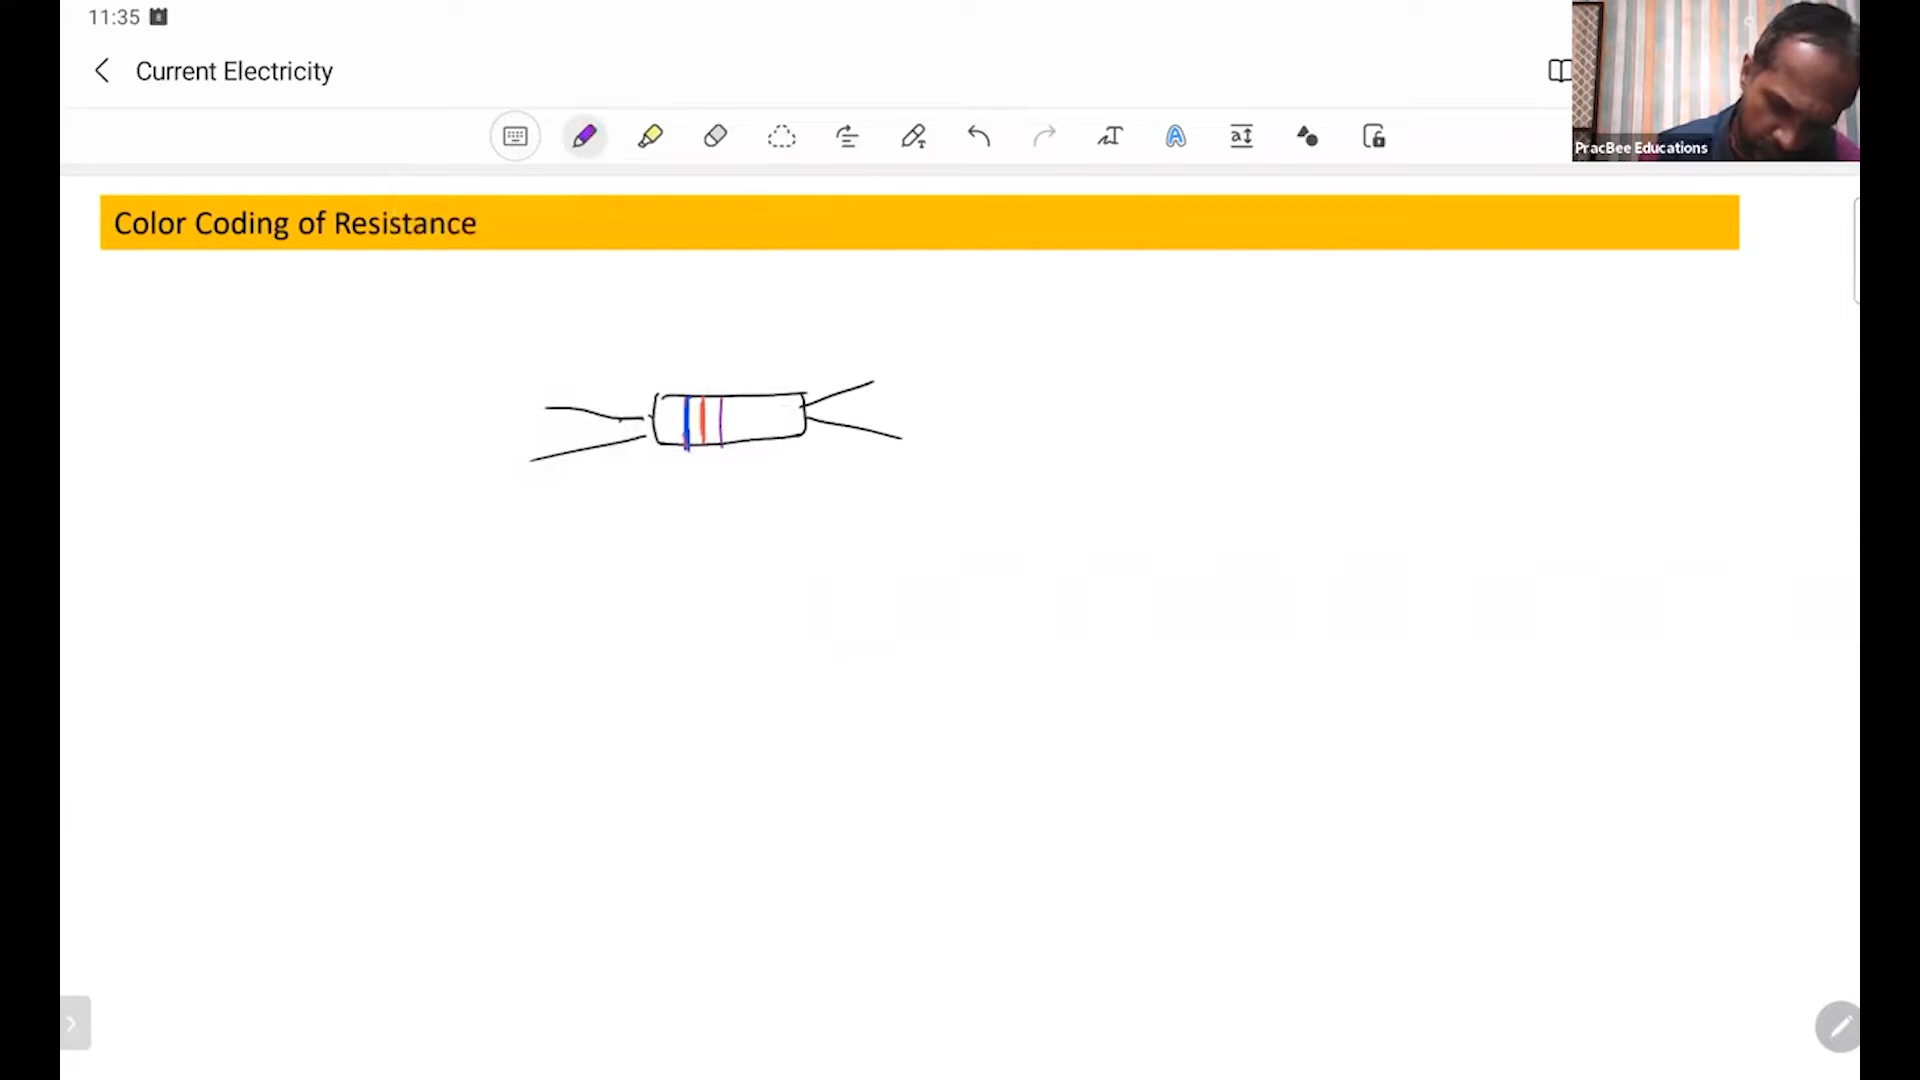 11:35
Current Electricity
PracBee Educations
Color Coding of Resistance